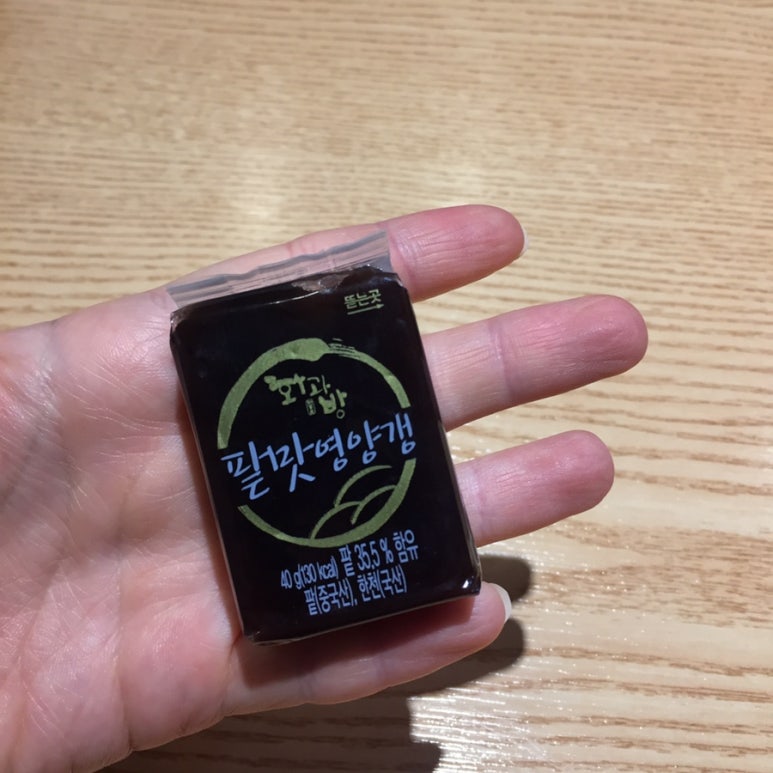 뜯는곳
화과방
팥맛영양갱
40 g(130 kcal) 팥 35.5 % 함유
팥(중국산), 한천(국산)